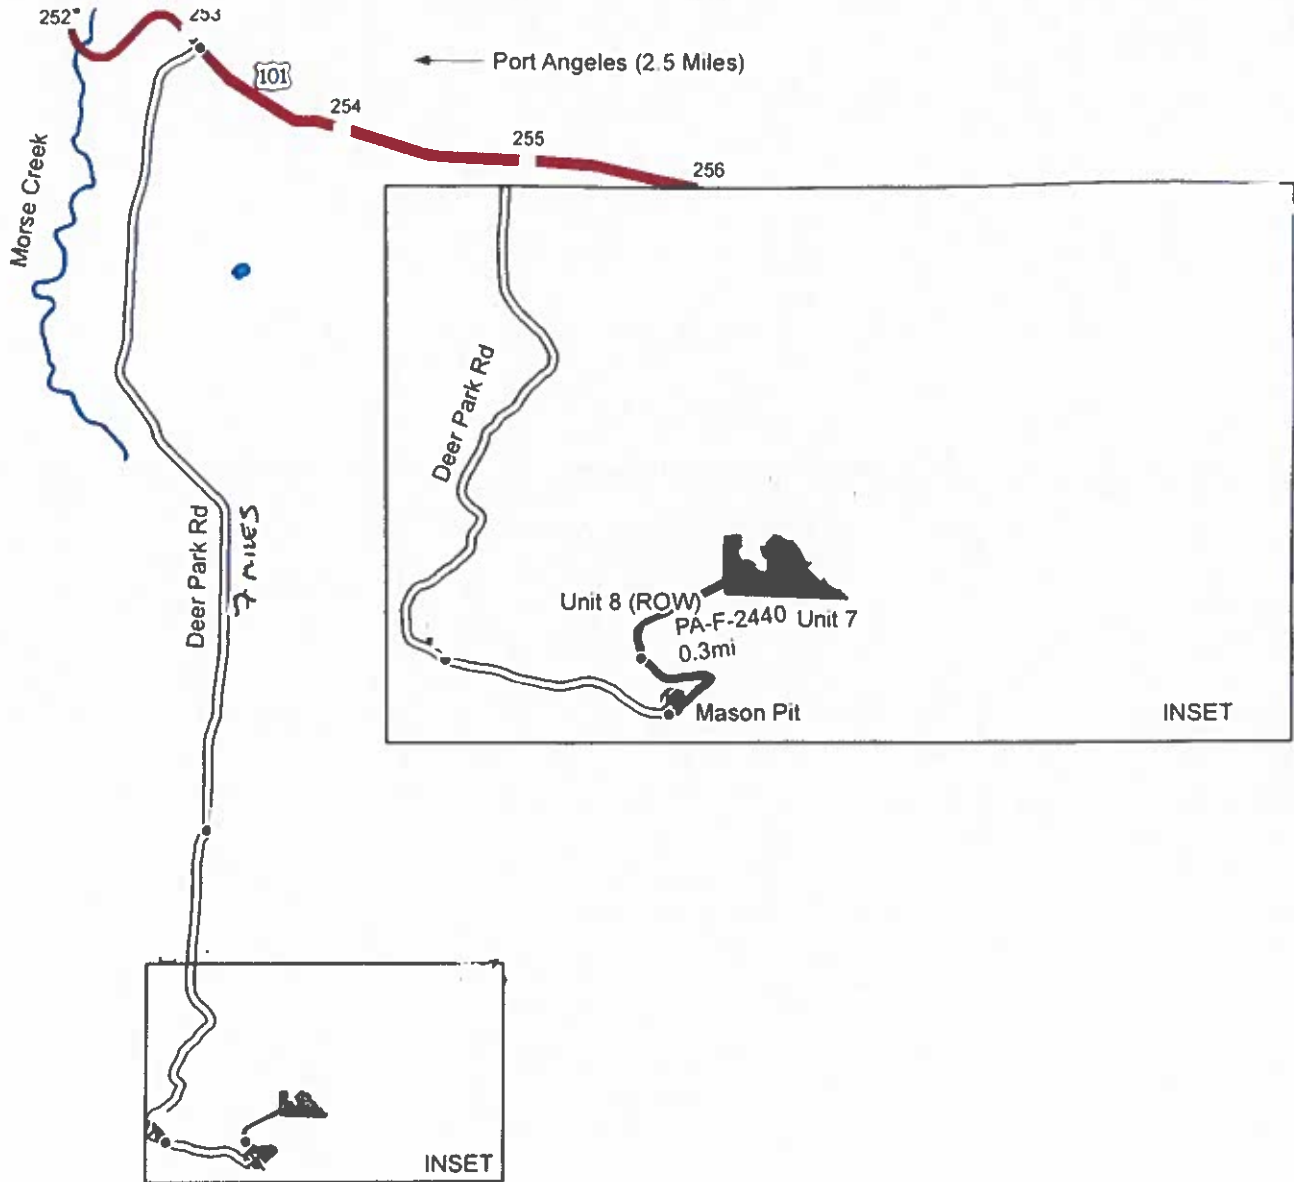 252
253
101
Port Angeles (2.5 Miles)
254
255
256
Morse Creek
Deer Park Rd
Deer Park Rd
7 MILES
Unit 8 (ROW)
PA-F-2440
Unit 7
0.3mi
Mason Pit
INSET
INSET